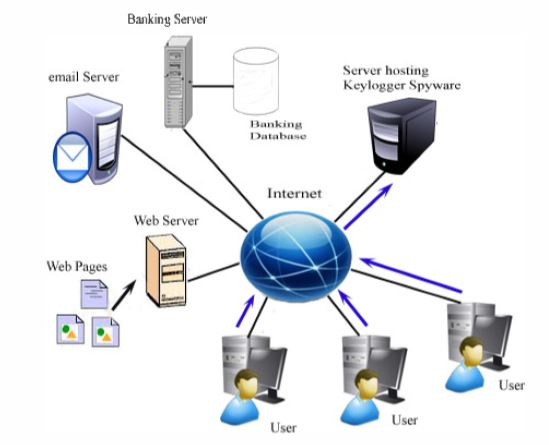 Banking Server
email Server
Server hosting
Keylogger Spyware
Banking
Database
Internet
Web Server
Web Pages
User
User
User